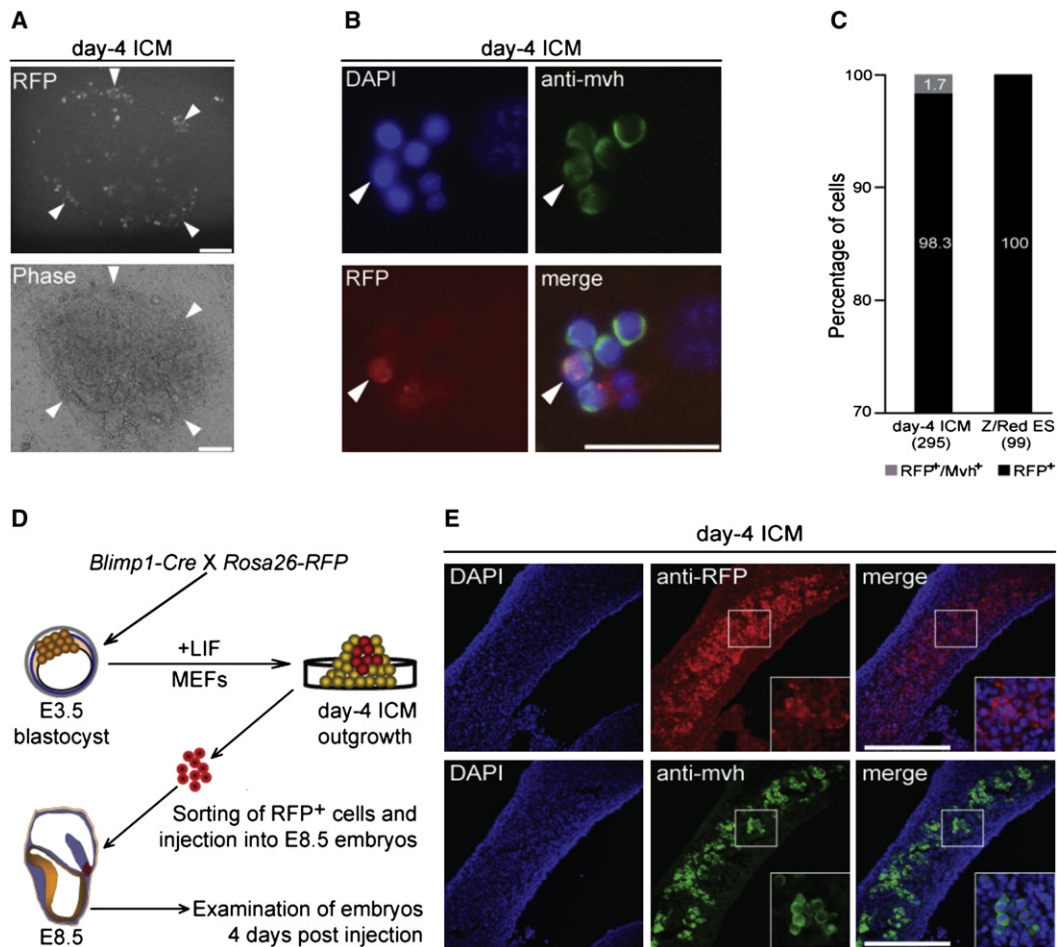 A
day-4 ICM
RFP
Phase
B
day-4 ICM
DAPI
anti-mvh
RFP
merge
C
Percentage of cells
100
90
80
70
1.7
98.3
100
day-4 ICM
(295)
Z/Red ES
(99)
RFP+/Mvh+
RFP+
D
Blimp1-Cre X Rosa26-RFP
+LIF
MEFs
E3.5
blastocyst
day-4 ICM
outgrowth
Sorting of RFP+ cells and
injection into E8.5 embryos
E8.5
Examination of embryos
4 days post injection
E
day-4 ICM
DAPI
anti-RFP
merge
DAPI
anti-mvh
merge